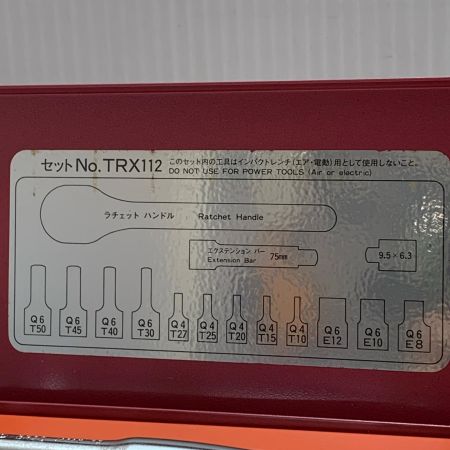 セットNo.TRX112 このセット内の工具はインパクトレンチ(エア・電動)用として使用しないこと。
DO NOT USE FOR POWER TOOLS (Air or electric)
ラチェット ハンドル Ratchet Handle
エクステンション バー
Extension Bar 75mm
9.5×6.3
Q6 T50
Q6 T45
Q6 T40
Q6 T30
Q4 T27
Q4 T25
Q4 T20
Q4 T15
Q4 T10
Q6 E12
Q6 E10
Q6 E8